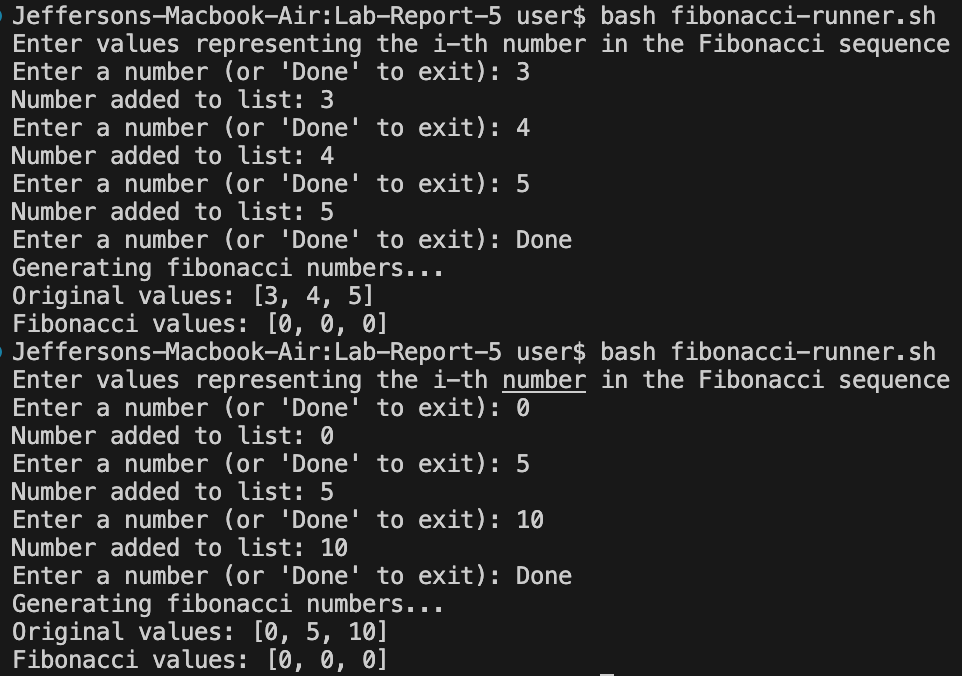 Jeffersons-Macbook-Air:Lab-Report-5 user$ bash fibonacci-runner.sh
Enter values representing the i-th number in the Fibonacci sequence
Enter a number (or 'Done' to exit): 3
Number added to list: 3
Enter a number (or 'Done' to exit): 4
Number added to list: 4
Enter a number (or 'Done' to exit): 5
Number added to list: 5
Enter a number (or 'Done' to exit): Done
Generating fibonacci numbers...
Original values: [3, 4, 5]
Fibonacci values: [0, 0, 0]
Jeffersons-Macbook-Air:Lab-Report-5 user$ bash fibonacci-runner.sh
Enter values representing the i-th number in the Fibonacci sequence
Enter a number (or 'Done' to exit): 0
Number added to list: 0
Enter a number (or 'Done' to exit): 5
Number added to list: 5
Enter a number (or 'Done' to exit): 10
Number added to list: 10
Enter a number (or 'Done' to exit): Done
Generating fibonacci numbers...
Original values: [0, 5, 10]
Fibonacci values: [0, 0, 0]